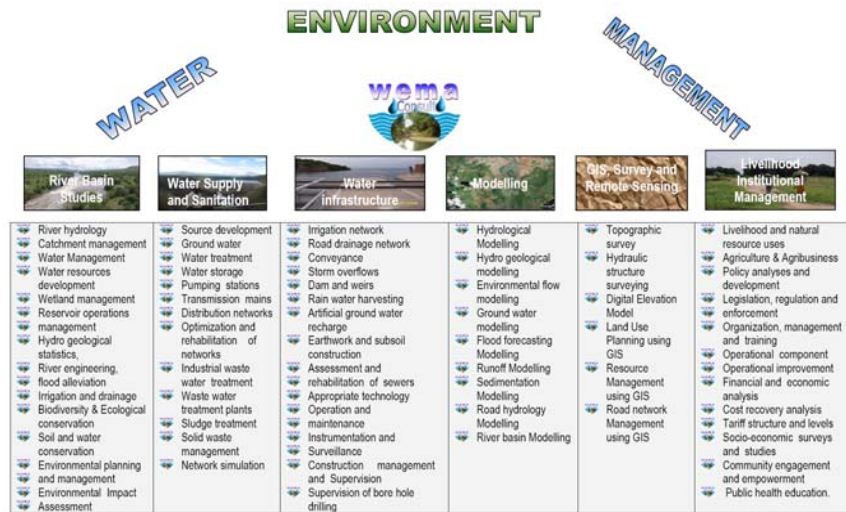 ENVIRONMENT
WATER
MANAGEMENT
wema
Consult
River Basin
Studies
Water Supply
and Sanitation
Water
infrastructure
Modelling
GIS, Survey and
Remote Sensing
Livelihood
Institutional
Management
River hydrology
Catchment management
Water Management
Water resources
development
Wetland management
Reservoir operations
management
Hydro geological
statistics,
River engineering,
flood alleviation
Irrigation and drainage
Biodiversity & Ecological
conservation
Soil and water
conservation
Environmental planning
and management
Environmental Impact
Assessment
Source development
Ground water
Water treatment
Water storage
Pumping stations
Transmission mains
Distribution networks
Optimization and
rehabilitation of
networks
Industrial waste
water treatment
Waste water
treatment plants
Sludge treatment
Solid waste
management
Network simulation
Irrigation network
Road drainage network
Conveyance
Storm overflows
Dam and weirs
Rain water harvesting
Artificial ground water
recharge
Earthwork and subsoil
construction
Assessment and
rehabilitation of sewers
Appropriate technology
Operation and
maintenance
Instrumentation and
Surveillance
Construction management
and Supervision
Supervision of bore hole
drilling
Hydrological
Modelling
Hydro geological
modelling
Environmental flow
modelling
Ground water
modelling
Flood forecasting
Modelling
Runoff Modelling
Sedimentation
Modelling
Road hydrology
Modelling
River basin Modelling
Topographic
survey
Hydraulic
structure
surveying
Digital Elevation
Model
Land Use
Planning using
GIS
Resource
Management
using GIS
Road network
Management
using GIS
Livelihood and natural
resource uses
Agriculture & Agribusiness
Policy analyses and
development
Legislation, regulation and
enforcement
Organization, management
and training
Operational component
Operational improvement
Financial and economic
analysis
Cost recovery analysis
Tariff structure and levels
Socio-economic surveys
and studies
Community engagement
and empowerment
Public health education.